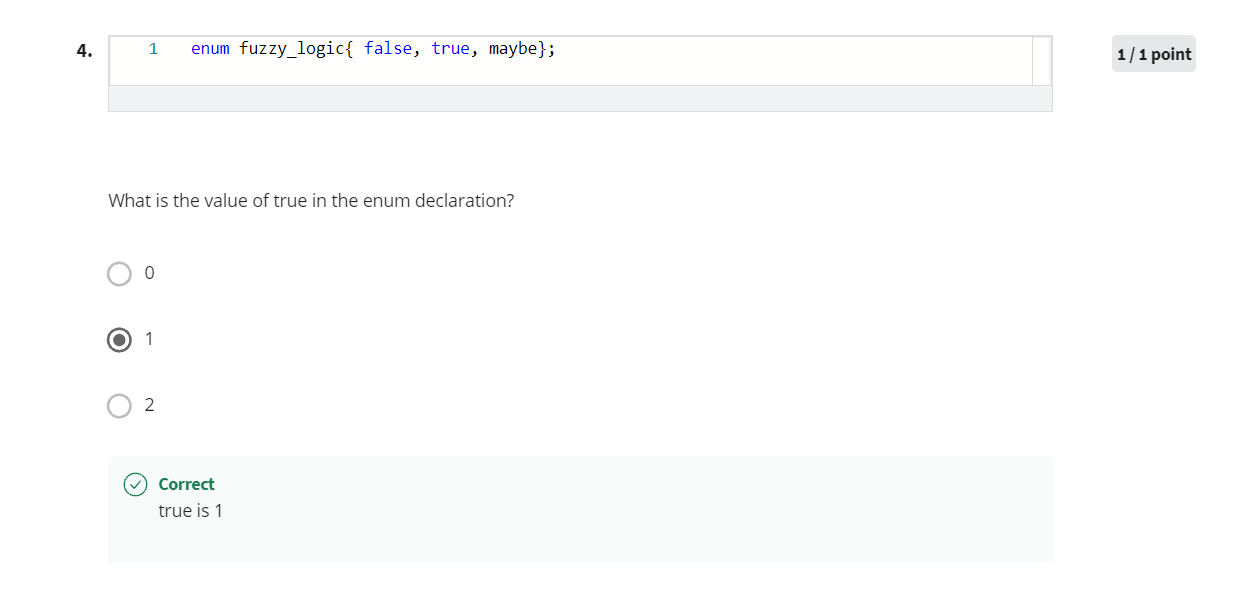 4.
1 enum fuzzy_logic{ false, true, maybe};
1 / 1 point
What is the value of true in the enum declaration?
0
1
2
Correct
true is 1